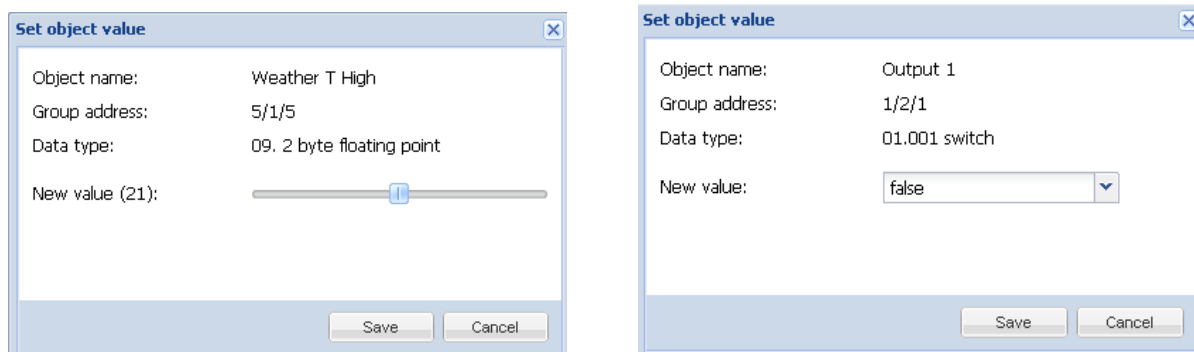 Set object value
Object name: Weather T High
Group address: 5/1/5
Data type: 09. 2 byte floating point
New value (21):
Save Cancel
Set object value
Object name: Output 1
Group address: 1/2/1
Data type: 01.001 switch
New value: false
Save Cancel